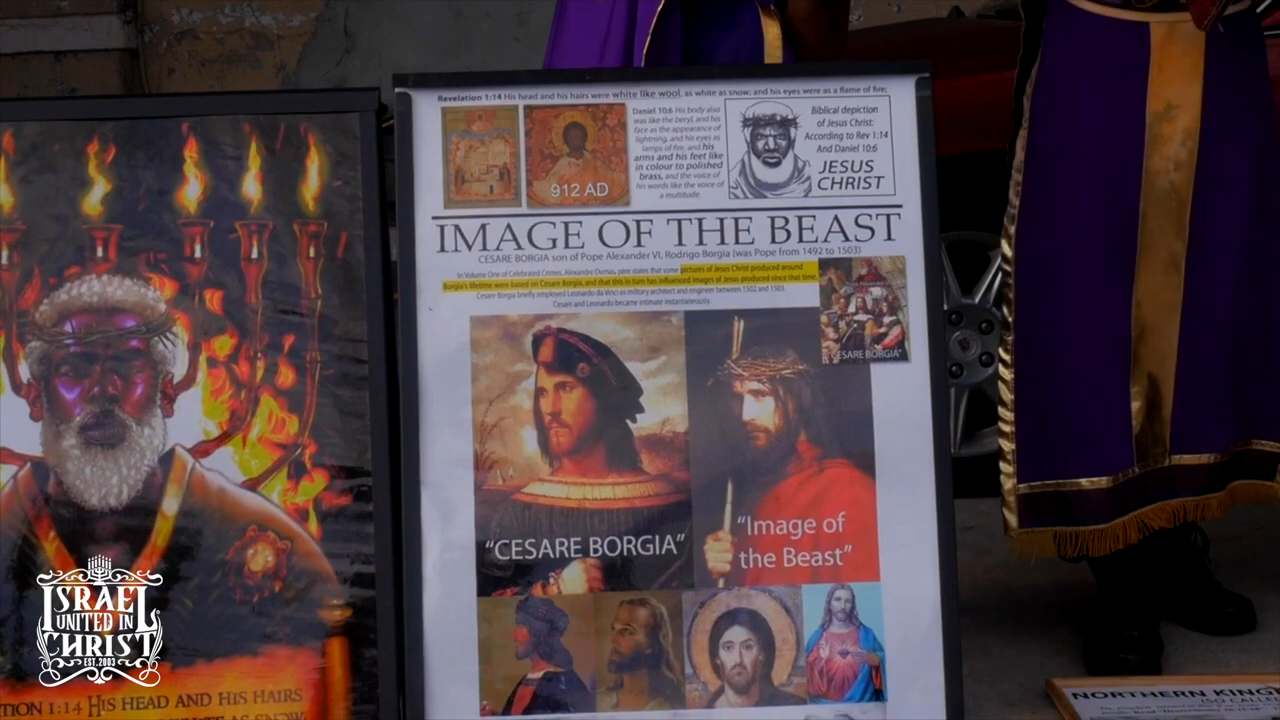 Revelation 1:14 His head and his hairs were white like wool, as white as snow; and his eyes were as a flame of fire;
912 AD
Daniel 10:6 His body also
was like the beryl, and his
face as the appearance of
lightning, and his eyes as
lamps of fire, and his
arms and his feet like
in colour to polished
brass, and the voice of
his words like the voice of
a multitude.
Biblical depiction
of Jesus Christ:
According to Rev 1:14
And Daniel 10:6
JESUS
CHRIST
IMAGE OF THE BEAST
CESARE BORGIA son of Pope Alexander VI, Rodrigo Borgia (was Pope from 1492 to 1503)
In Volume One of Celebrated Crimes, Alexandre Dumas, père states that some pictures of Jesus Christ produced around
Borgia's lifetime were based on Cesare Borgia, and that this in turn has influenced images of Jesus produced since that time.
Cesare Borgia briefly employed Leonardo da Vinci as military architect and engineer between 1502 and 1503.
Cesare and Leonardo became intimate instantaneously.
"CESARE BORGIA"
"CESARE BORGIA"
"Image of
the Beast"
ISRAEL
UNITED IN
CHRIST
EST. 2003
TION 1:14 HIS HEAD AND HIS HAIRS
AS SNOW
NORTHERN KING